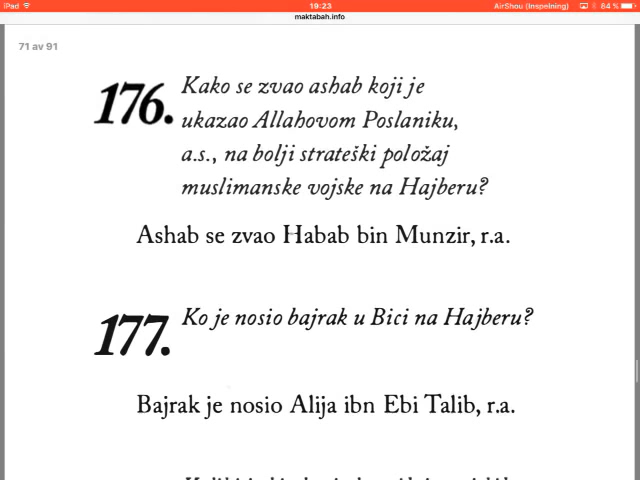 iPad
19:23
AirShou (Inspelning)
64 %
maktabah.info
71 av 91
176.
Kako se zvao ashab koji je
ukazao Allahovom Poslaniku,
a.s., na bolji strateški položaj
muslimanske vojske na Hajberu?
Ashab se zvao Habab bin Munzir, r.a.
177.
Ko je nosio bajrak u Bici na Hajberu?
Bajrak je nosio Alija ibn Ebi Talib, r.a.